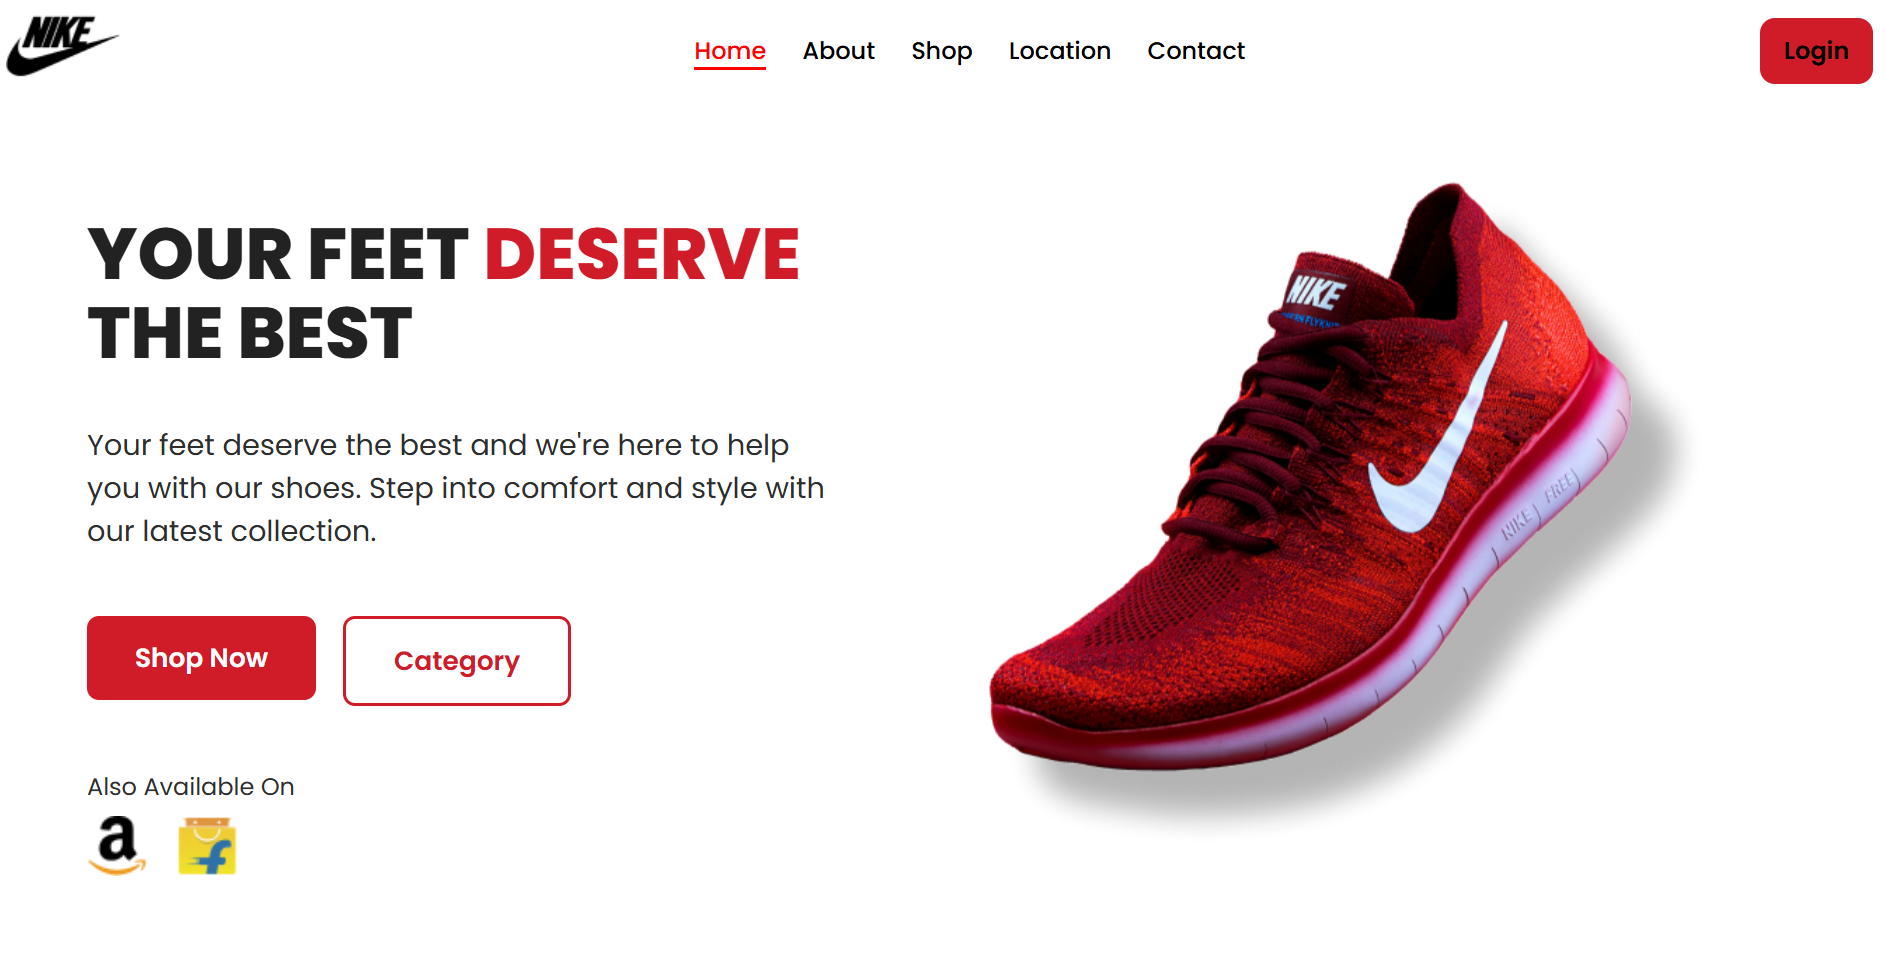 NIKE
Home About Shop Location Contact
Login
YOUR FEET DESERVE
THE BEST
Your feet deserve the best and we're here to help
you with our shoes. Step into comfort and style with
our latest collection.
Shop Now
Category
Also Available On
a
f
NIKE
FLYKNIT
NIKE FREE